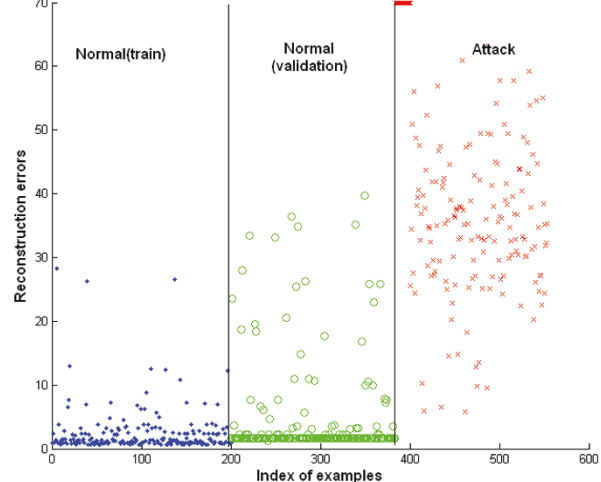 70
60
50
40
30
20
10
0
Reconstruction errors
Normal(train)
Normal
(validation)
Attack
0 100 200 300 400 500 600
Index of examples